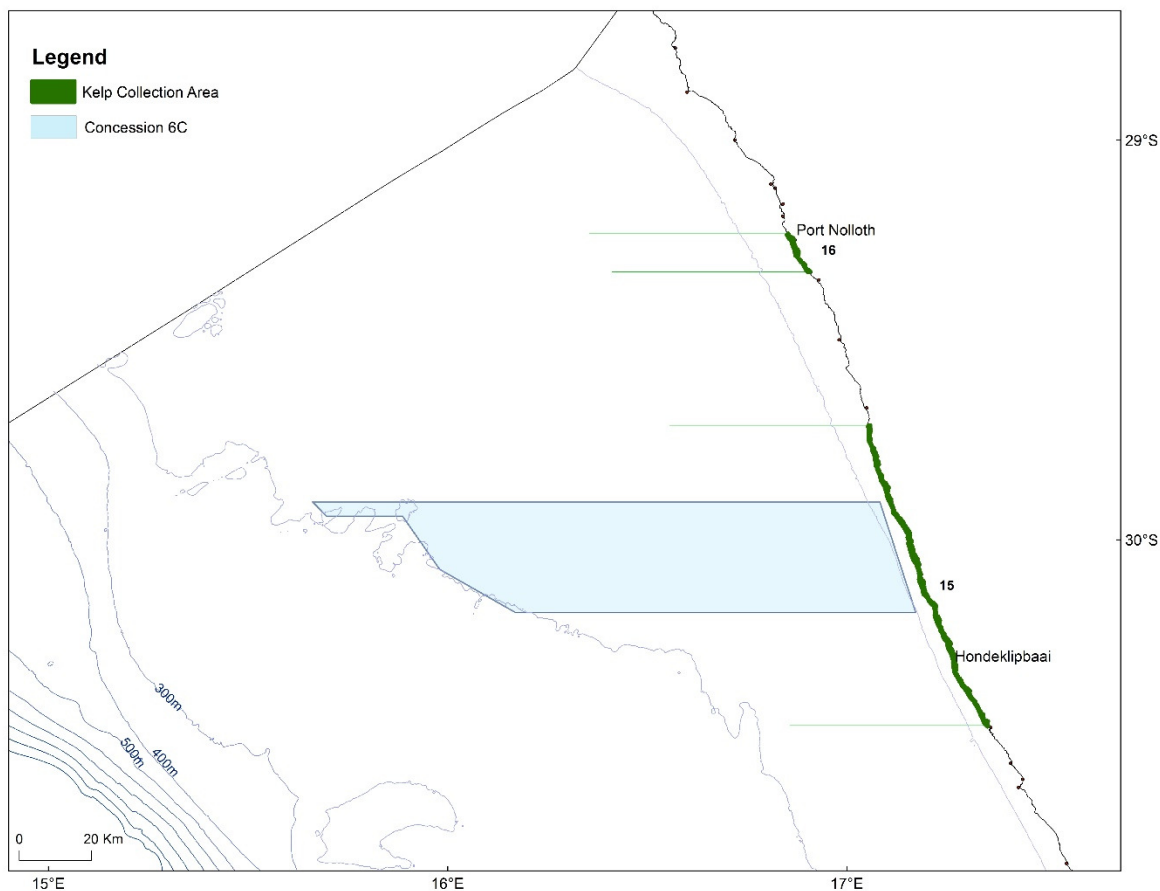 Legend
Kelp Collection Area
Concession 6C
29°S
Port Nolloth
16
30°S
15
Hondeklipbaai
300m
400m
500m
0 20 Km
15°E 16°E 17°E